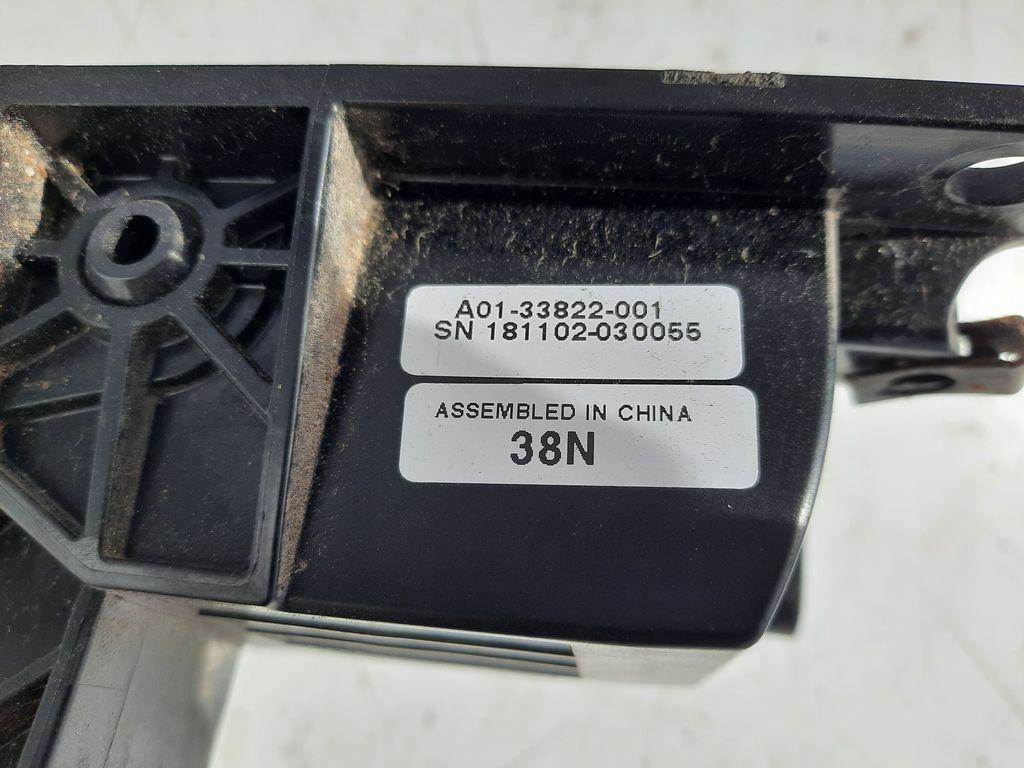 A01-33822-001
SN 181102-030055
ASSEMBLED IN CHINA
38N